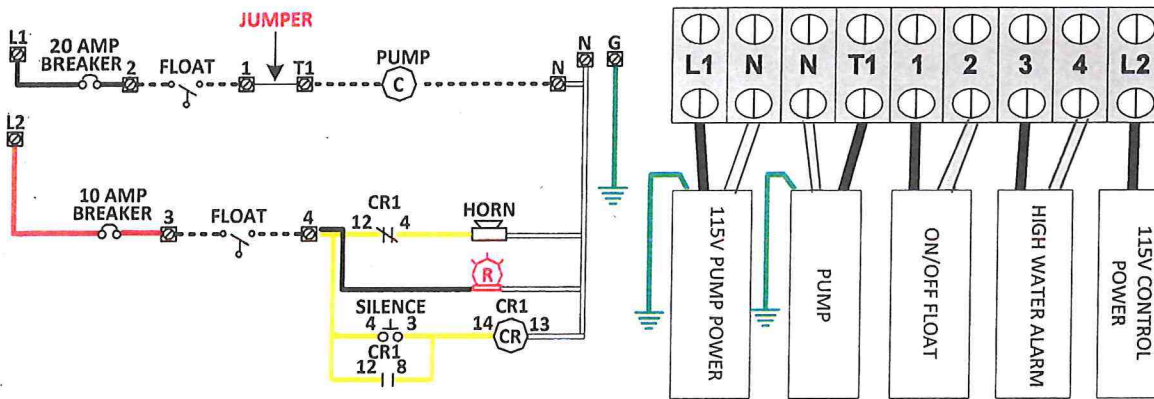 JUMPER
L1
20 AMP
BREAKER
2
FLOAT
1
T1
PUMP
C
N
N
G
L2
10 AMP
BREAKER
3
FLOAT
4
CR1
12
4
HORN
R
SILENCE
4
3
CR1
12
8
CR1
14
13
CR
L1
N
N
T1
1
2
3
4
L2
115V PUMP POWER
PUMP
ON/OFF FLOAT
HIGH WATER ALARM
115V CONTROL
POWER